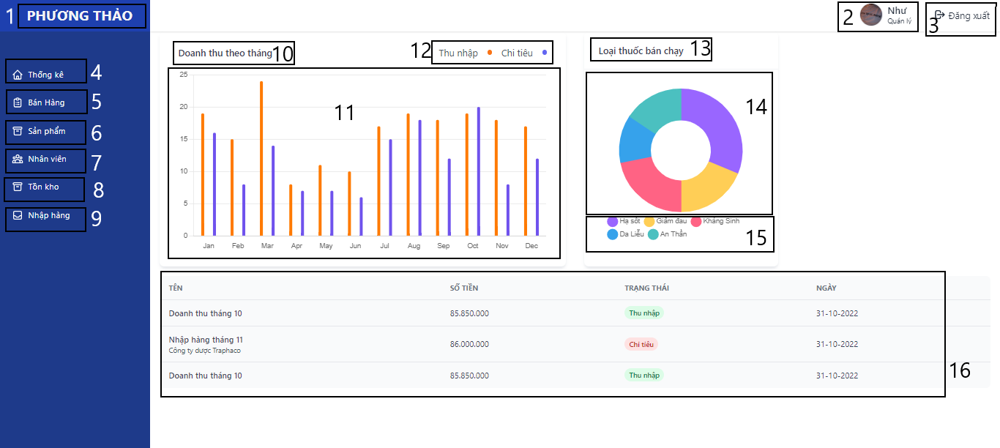 1 PHƯƠNG THẢO
2 Như
Quản lý
3 Đăng xuất
Thống kê 4
Bán Hàng 5
Sản phẩm 6
Nhân viên 7
Tồn kho 8
Nhập hàng 9
Doanh thu theo tháng 10
12 Thu nhập Chi tiêu
25
20
15
10
5
0
11
Jan Feb Mar Apr May Jun Jul Aug Sep Oct Nov Dec
Loại thuốc bán chạy 13
14
Hạ sốt Giảm đau Kháng Sinh
Da Liễu An Thần
15
TÊN SỐ TIỀN TRẠNG THÁI NGÀY
Doanh thu tháng 10 85.850.000 Thu nhập 31-10-2022
Nhập hàng tháng 11 86.000.000 Chi tiêu 31-10-2022
Công ty dược Traphaco
Doanh thu tháng 10 85.850.000 Thu nhập 31-10-2022
16